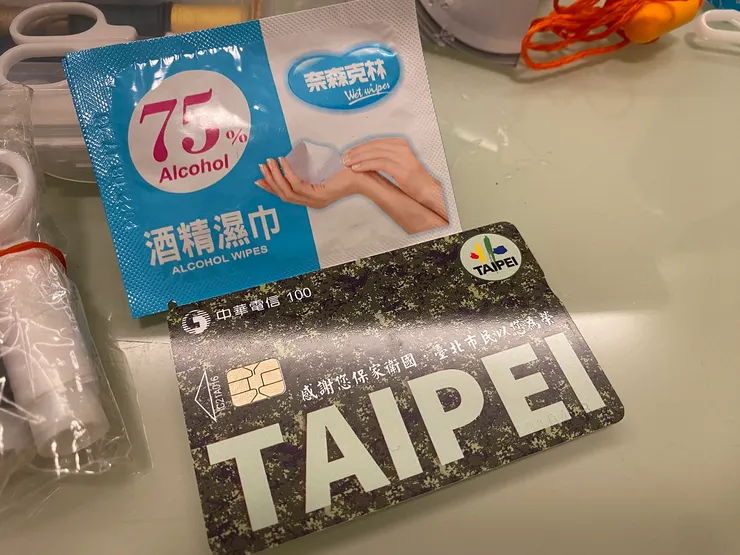 75%
Alcohol
酒精濕巾
ALCOHOL WIPES
奈森克林
Wet wipes
TAIPEI
中華電信 100
IC21A016
感謝您保家衛國 臺北市民以您為榮
TAIPEI